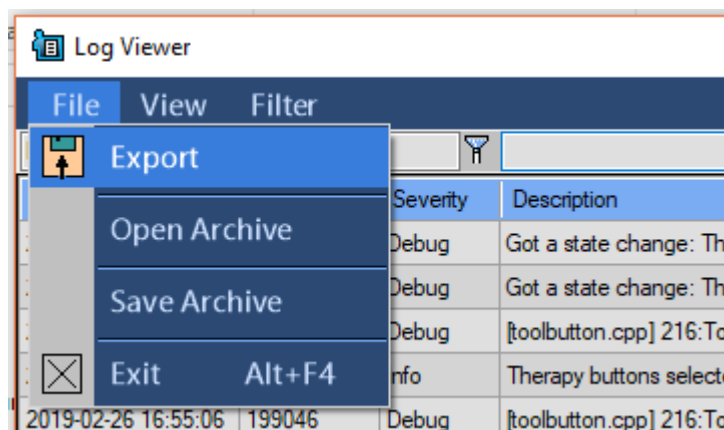 Log Viewer
File View Filter
Export
Severity Description
Open Archive
Debug Got a state change: Th
Debug Got a state change: Th
Save Archive
Debug [toolbutton.cpp] 216:To
Exit Alt+F4
Info Therapy buttons selecte
2019-02-26 16:55:06 199046 Debug [toolbutton.cpp] 216:To